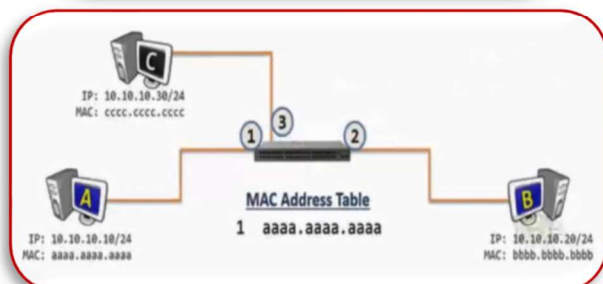 C
IP: 10.10.10.30/24
MAC: cccc.cccc.cccc
1
3
2
A
IP: 10.10.10.10/24
MAC: aaaa.aaaa.aaaa
MAC Address Table
1 aaaa.aaaa.aaaa
B
IP: 10.10.10.20/24
MAC: bbbb.bbbb.bbbb